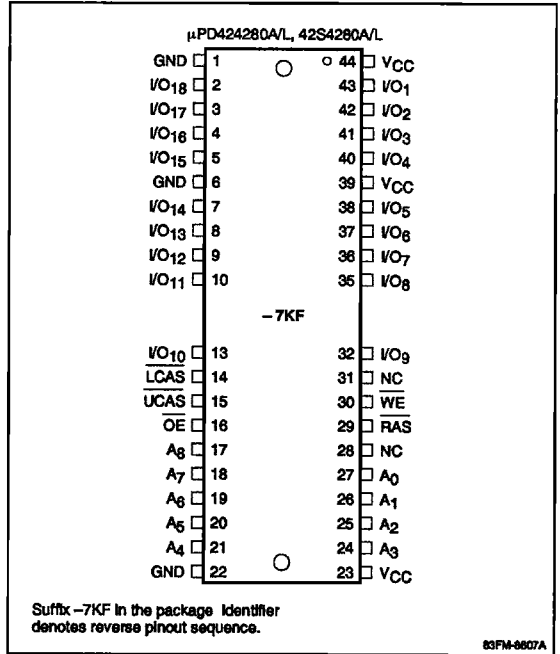 μPD424280A/L, 42S4280A/L
GND 1 44 VCC
I/O18 2 43 I/O1
I/O17 3 42 I/O2
I/O16 4 41 I/O3
I/O15 5 40 I/O4
GND 6 39 VCC
I/O14 7 38 I/O5
I/O13 8 37 I/O6
I/O12 9 36 I/O7
I/O11 10 35 I/O8
–7KF
I/O10 13 32 I/O9
LCAS 14 31 NC
UCAS 15 30 WE
OE 16 29 RAS
A8 17 28 NC
A7 18 27 A0
A6 19 26 A1
A5 20 25 A2
A4 21 24 A3
GND 22 23 VCC
Suffix –7KF in the package identifier
denotes reverse pinout sequence.
83FM-8607A